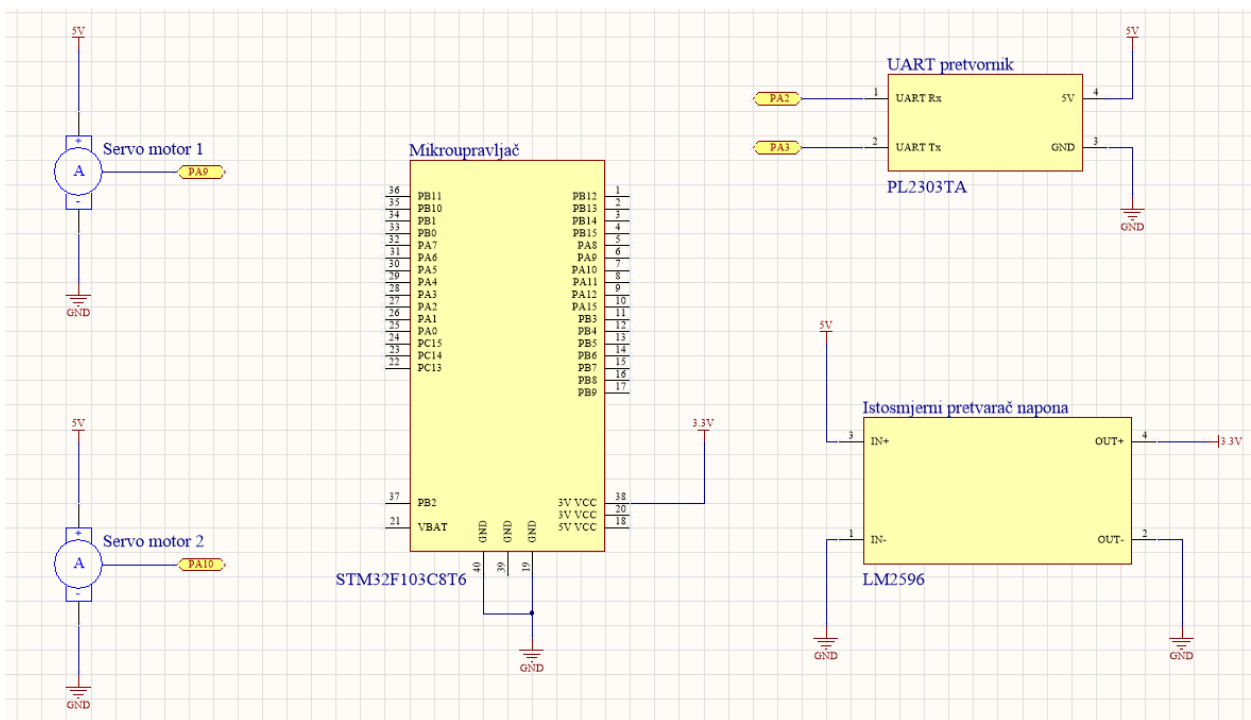 5V
Servo motor 1
+
A
-
PA9
GND
5V
Servo motor 2
+
A
-
PA10
GND
Mikroupravljač
36 PB11
35 PB10
34 PB1
33 PB0
32 PA7
31 PA6
30 PA5
29 PA4
28 PA3
27 PA2
26 PA1
25 PA0
24 PC15
23 PC14
22 PC13
37 PB2
21 VBAT
PB12 1
PB13 2
PB14 3
PB15 4
PA8 5
PA9 6
PA10 7
PA11 8
PA12 9
PA15 10
PB3 11
PB4 12
PB5 13
PB6 14
PB7 15
PB8 16
PB9 17
3V VCC 38
3V VCC 20
5V VCC 18
3.3V
GND GND GND
40 39 19
STM32F103C8T6
GND
UART pretvornik
5V
PA2 1 UART Rx 5V 4
PA3 2 UART Tx GND 3
PL2303TA
GND
5V
Istosmjerni pretvarač napona
3 IN+ OUT+ 4 3.3V
1 IN- OUT- 2
LM2596
GND GND